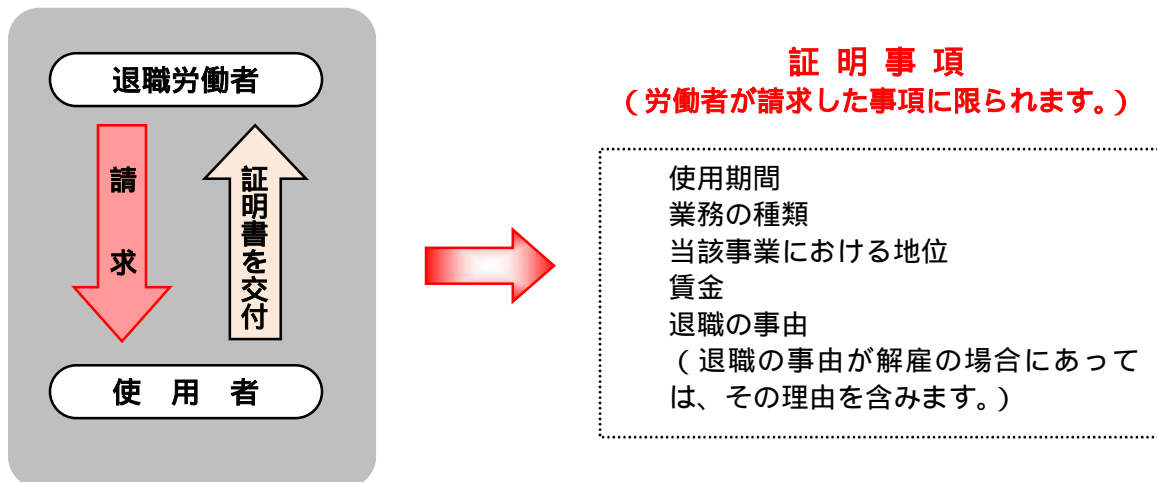 退職労働者
請求
証明書を交付
使用者
証明事項
(労働者が請求した事項に限られます。)
使用期間
業務の種類
当該事業における地位
賃金
退職の事由
(退職の事由が解雇の場合にあって
は、その理由を含みます。)